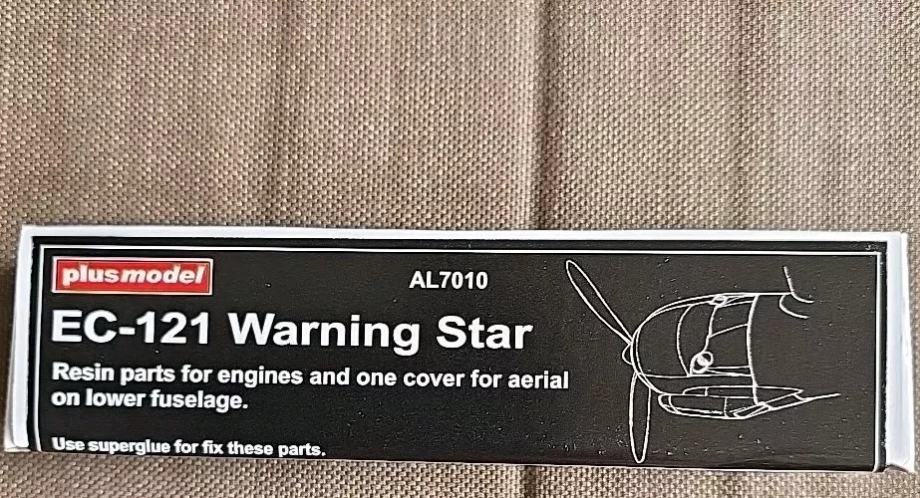 plusmodel
AL7010
EC-121 Warning Star
Resin parts for engines and one cover for aerial
on lower fuselage.
Use superglue for fix these parts.